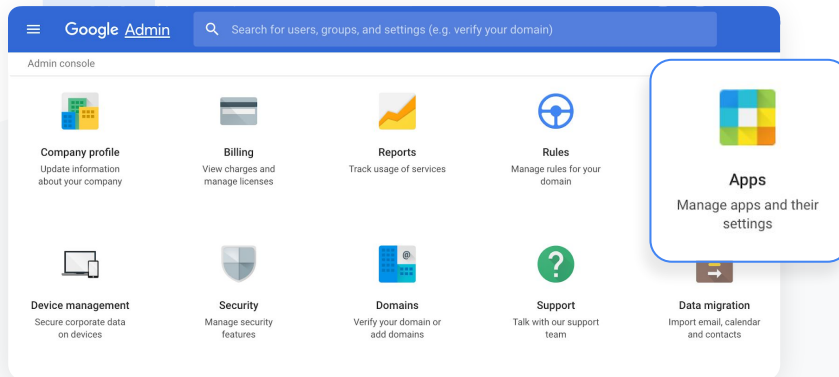 Google Admin
Search for users, groups, and settings (e.g. verify your domain)
Admin console
Company profile
Update information
about your company
Billing
View charges and
manage licenses
Reports
Track usage of services
Rules
Manage rules for your
domain
Apps
Manage apps and their
settings
Device management
Secure corporate data
on devices
Security
Manage security
features
@
Domains
Verify your domain or
add domains
?
Support
Talk with our support
team
Data migration
Import email, calendar
and contacts